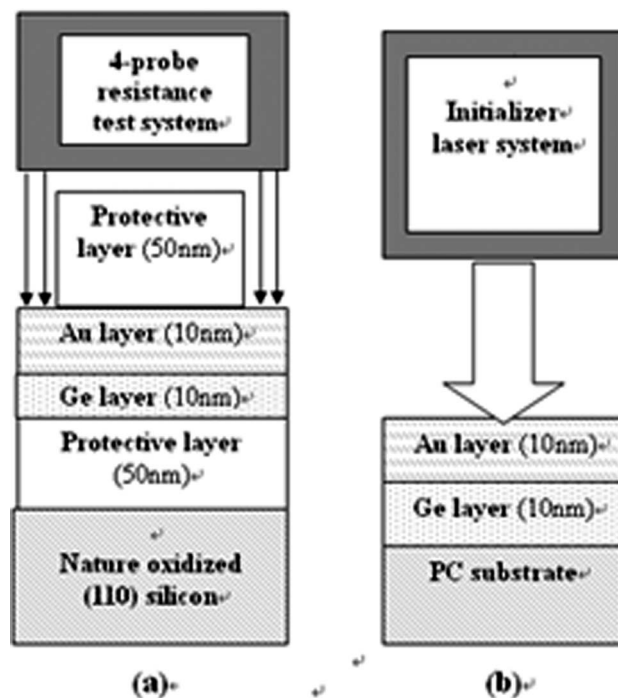 4-probe
resistance
test system↵
Protective
layer (50nm)↵
Au layer (10nm)↵
Ge layer (10nm)↵
Protective layer
(50nm)↵
↵
Nature oxidized
(110) silicon↵
(a)↵
↵
Initializer
laser system↵
Au layer (10nm)↵
Ge layer (10nm)↵
PC substrate↵
↵
↵
(b)↵